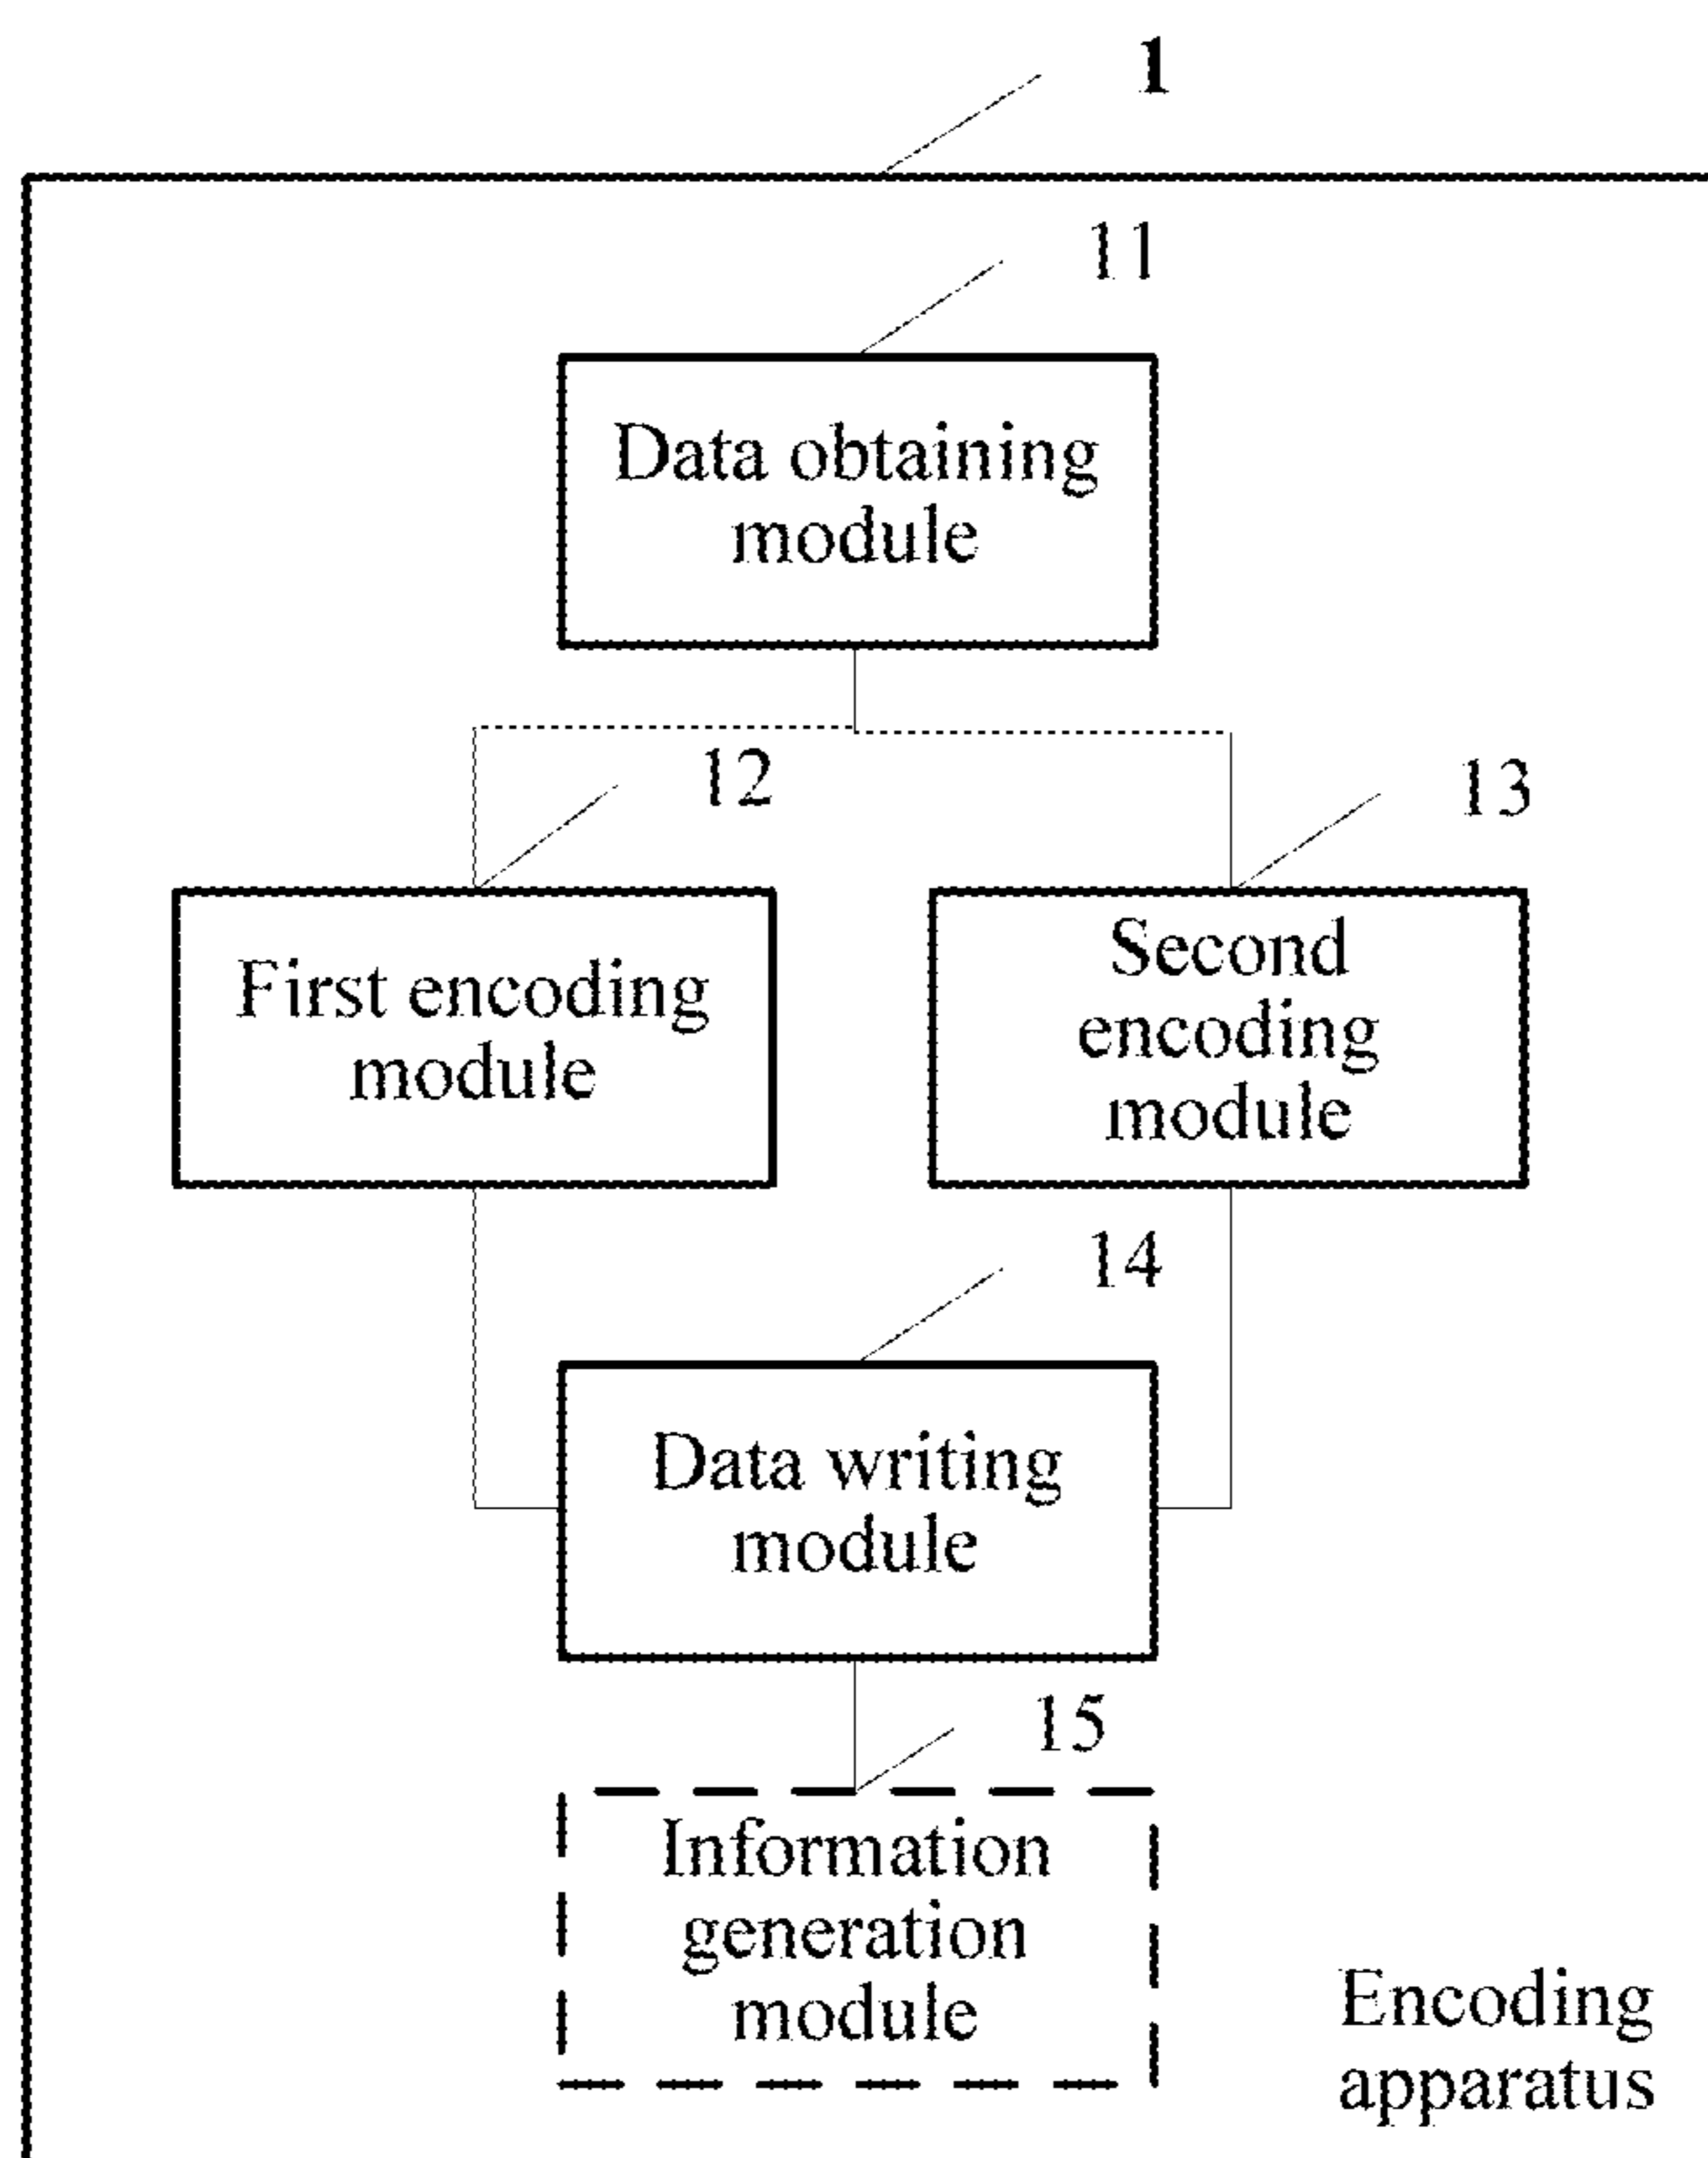 1
11
Data obtaining
module
12
13
First encoding
module
Second
encoding
module
14
Data writing
module
15
Information
generation
module
Encoding
apparatus